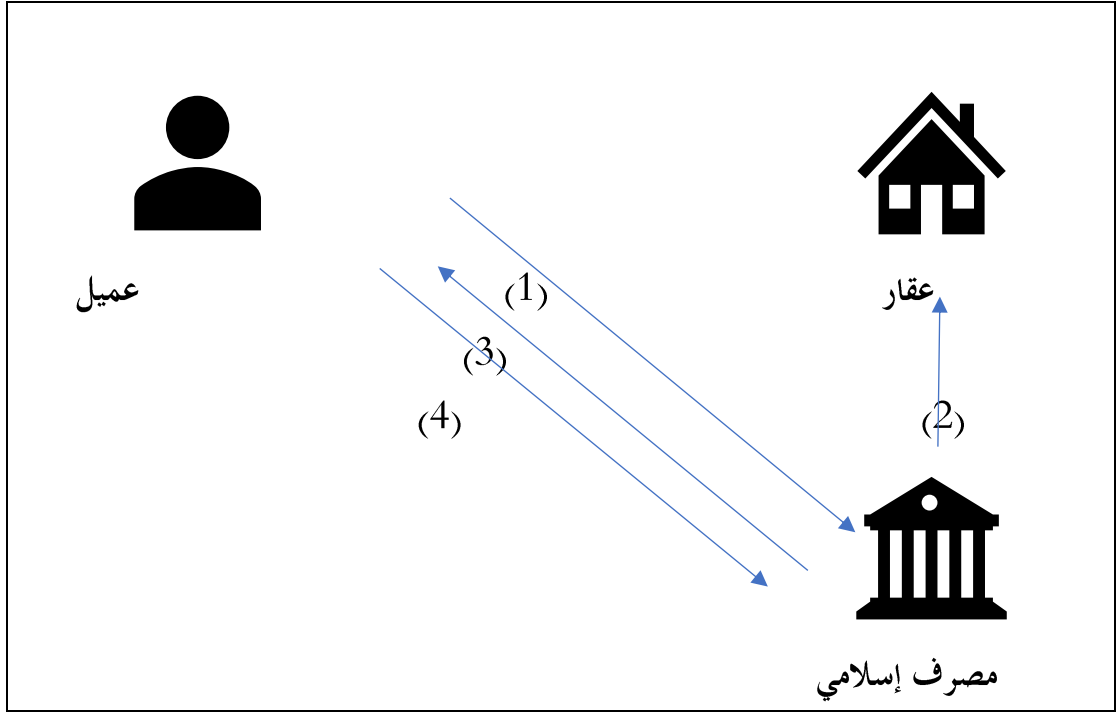 عقار
عميل
(1)
(3)
(4)
(2)
مصرف إسلامي